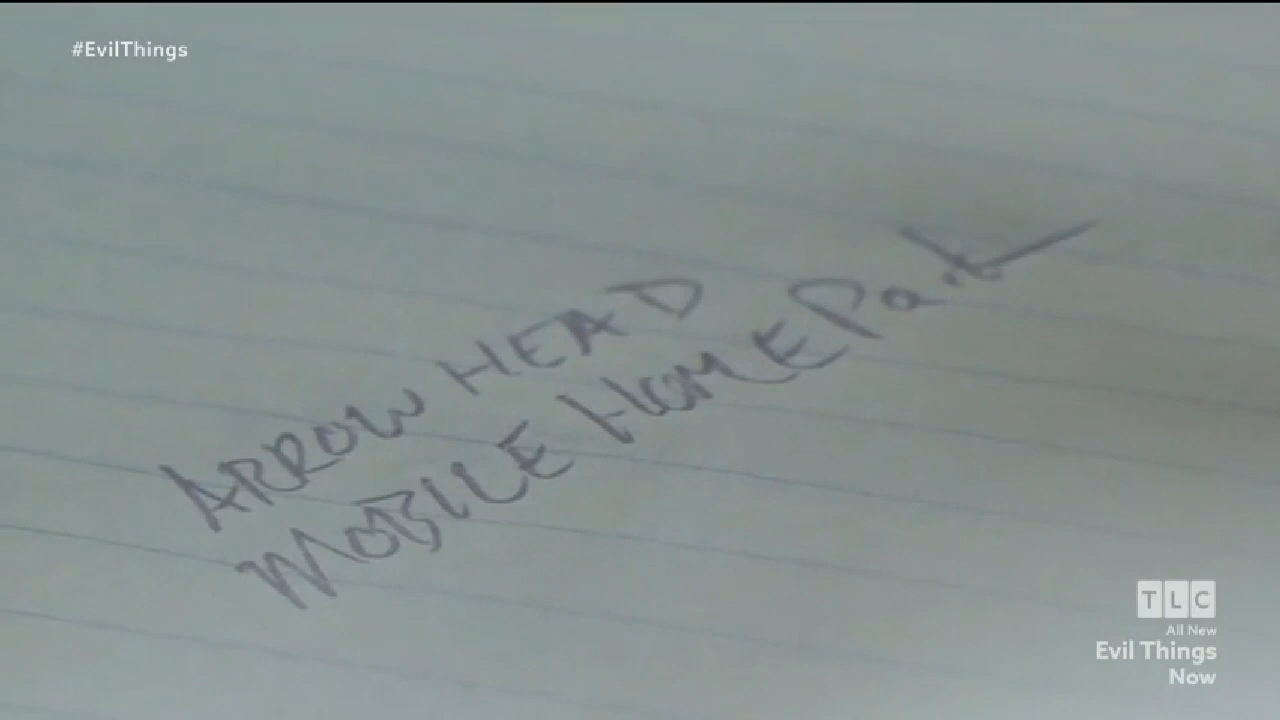 #EvilThings
ARROW HEAD
MOBILE HOME Park
TLC
All New
Evil Things
Now